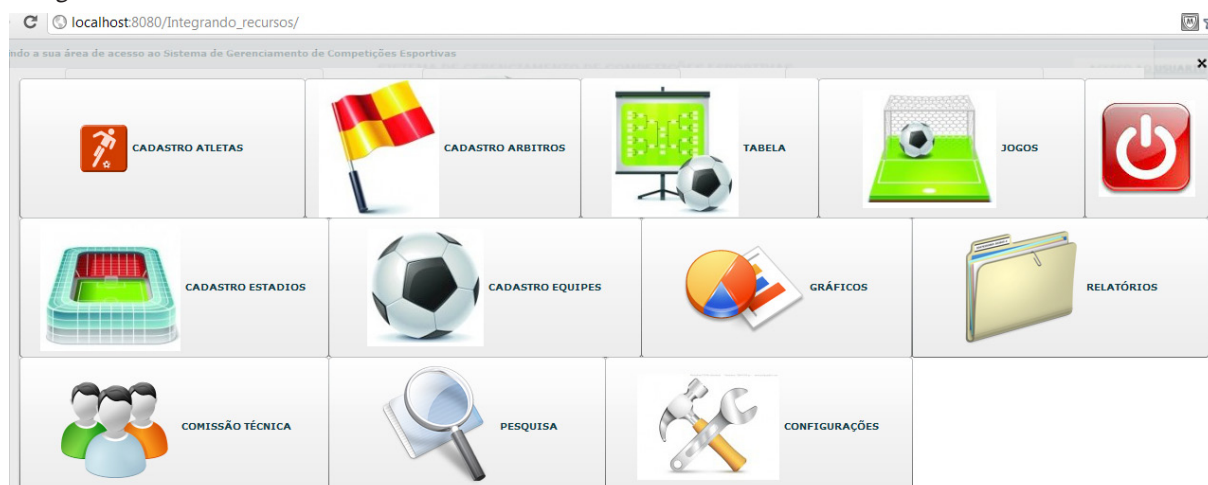 localhost:8080/Integrando_recursos/
ndo a sua área de acesso ao Sistema de Gerenciamento de Competições Esportivas
CADASTRO ATLETAS
CADASTRO ARBITROS
TABELA
JOGOS
CADASTRO ESTADIOS
CADASTRO EQUIPES
GRÁFICOS
RELATÓRIOS
COMISSÃO TÉCNICA
PESQUISA
CONFIGURAÇÕES